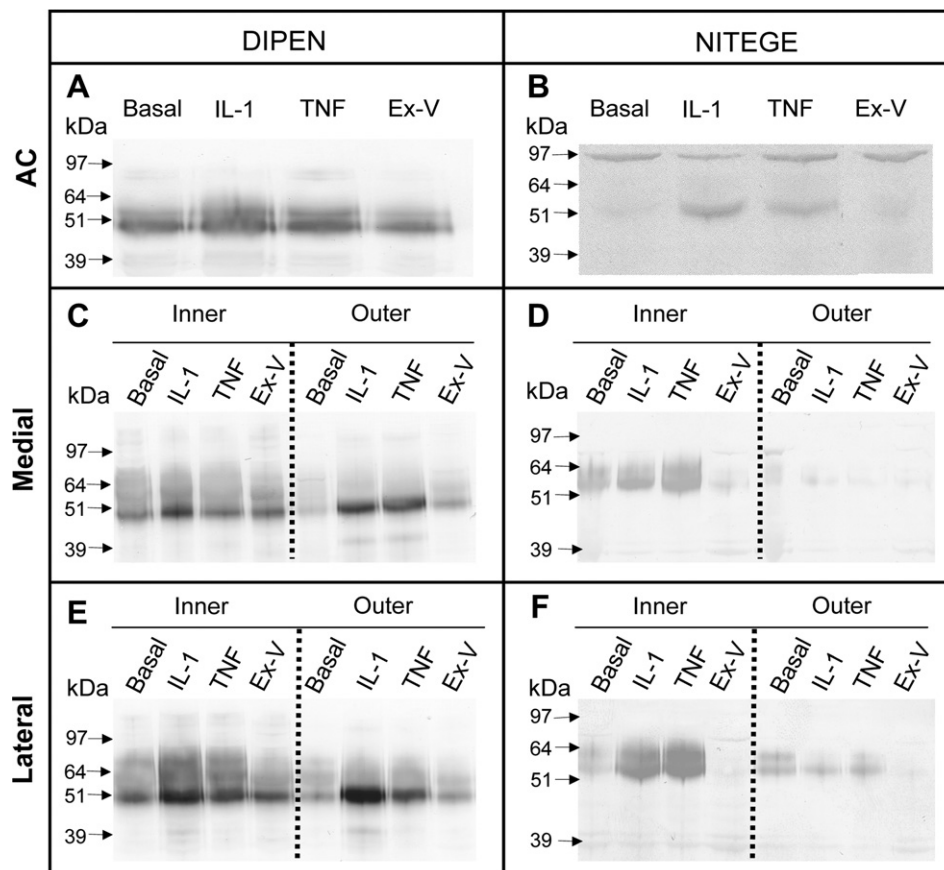 DIPEN NITEGE
AC
A
Basal IL-1 TNF Ex-V
kDa
97
64
51
39
B
Basal IL-1 TNF Ex-V
kDa
97
64
51
39
Medial
C
Inner Outer
Basal IL-1 TNF Ex-V Basal IL-1 TNF Ex-V
kDa
97
64
51
39
D
Inner Outer
Basal IL-1 TNF Ex-V Basal IL-1 TNF Ex-V
kDa
97
64
51
39
Lateral
E
Inner Outer
Basal IL-1 TNF Ex-V Basal IL-1 TNF Ex-V
kDa
97
64
51
39
F
Inner Outer
Basal IL-1 TNF Ex-V Basal IL-1 TNF Ex-V
kDa
97
64
51
39